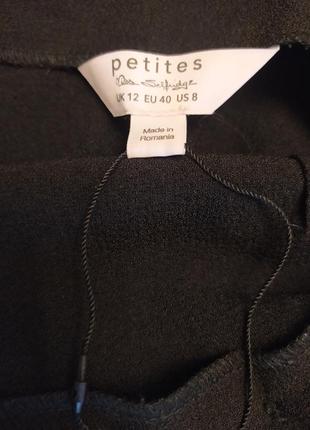 petites
Miss Selfridge
UK 12 EU 40 US 8
Made in
Romania